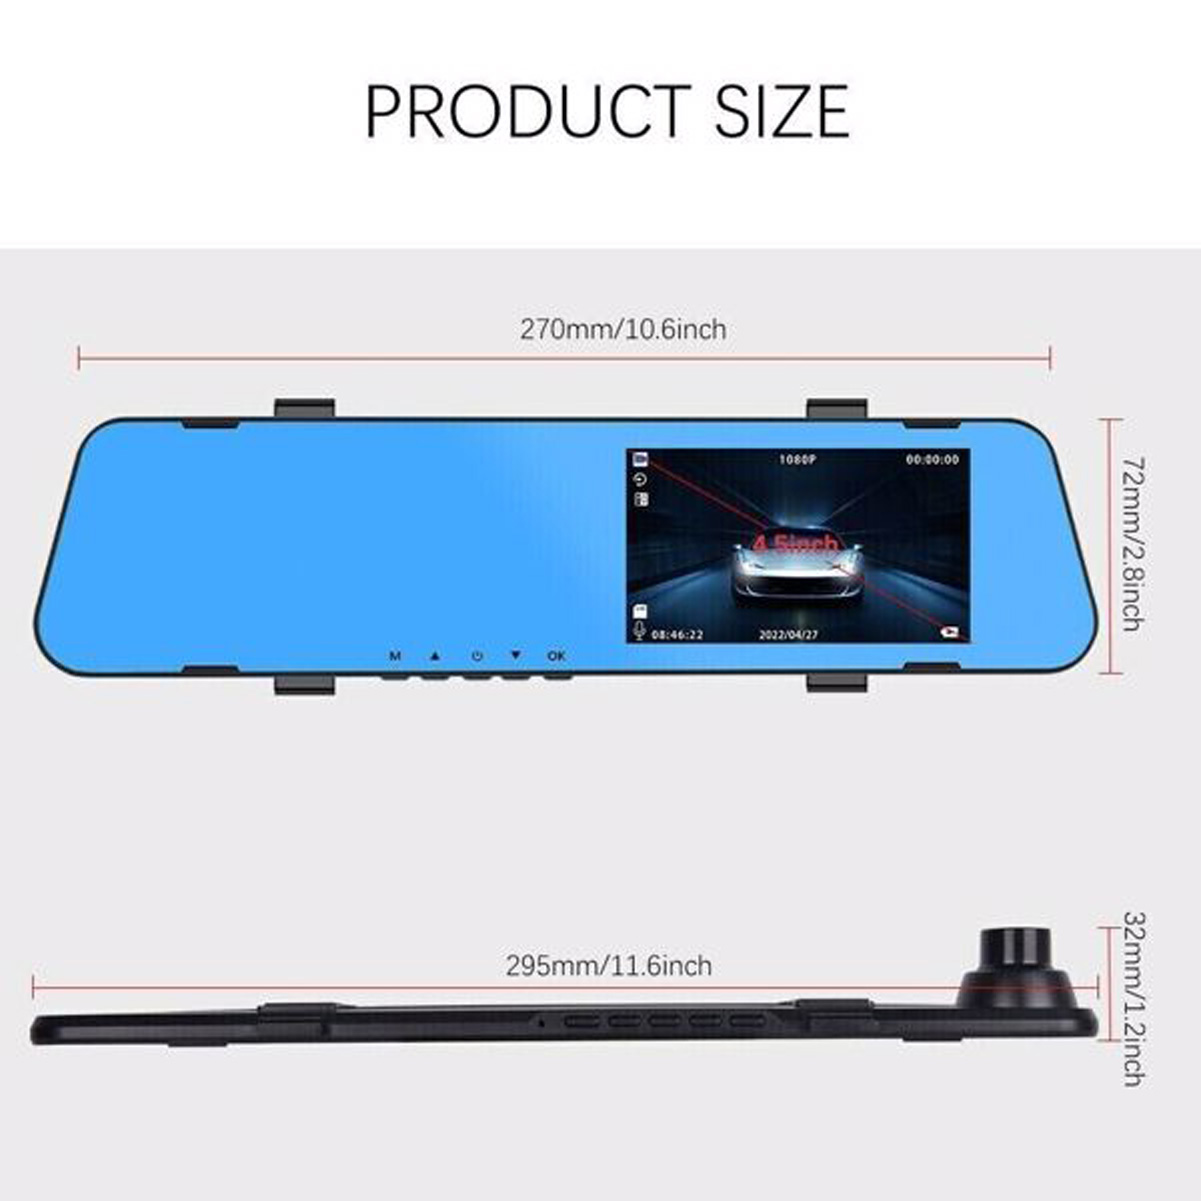 PRODUCT SIZE
270mm/10.6inch
1080P
00:00:00
4.5inch
08:46:22
2022/04/27
M
OK
72mm/2.8inch
295mm/11.6inch
32mm/1.2inch